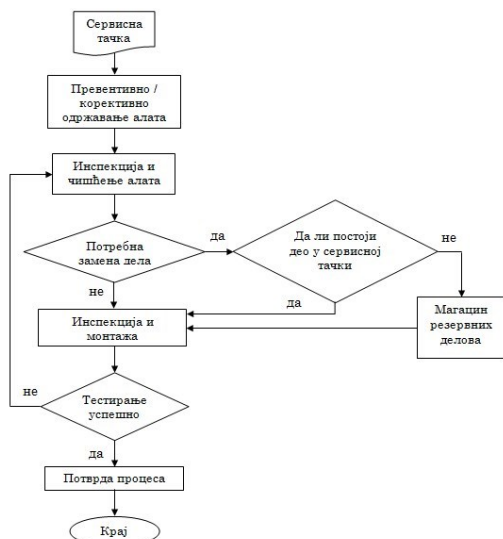 Сервисна
тачка
Превентивно /
корективно
одржавање алата
Инспекција и
чишћење алата
Потребна
замена дела
да
Да ли постоји
део у сервисној
тачки
не
не
да
Магацин
резервних
делова
Инспекција и
монтажа
не
Тестирање
успешно
да
Потврда процеса
Крај